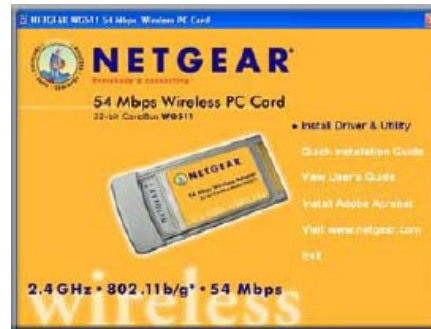 NETGEAR WG511 54 Mbps Wireless PC Card
NETGEAR
Everybody's connecting.
54 Mbps Wireless PC Card
32-bit CardBus WG511
Install Driver & Utility
Quick Installation Guide
NETGEAR
View User's Guide
54 Mbps Wireless Adapter
NETGEAR
Install Adobe Acrobat
Visit www.netgear.com
Exit
2.4 GHz • 802.11b/g* • 54 Mbps
wireless